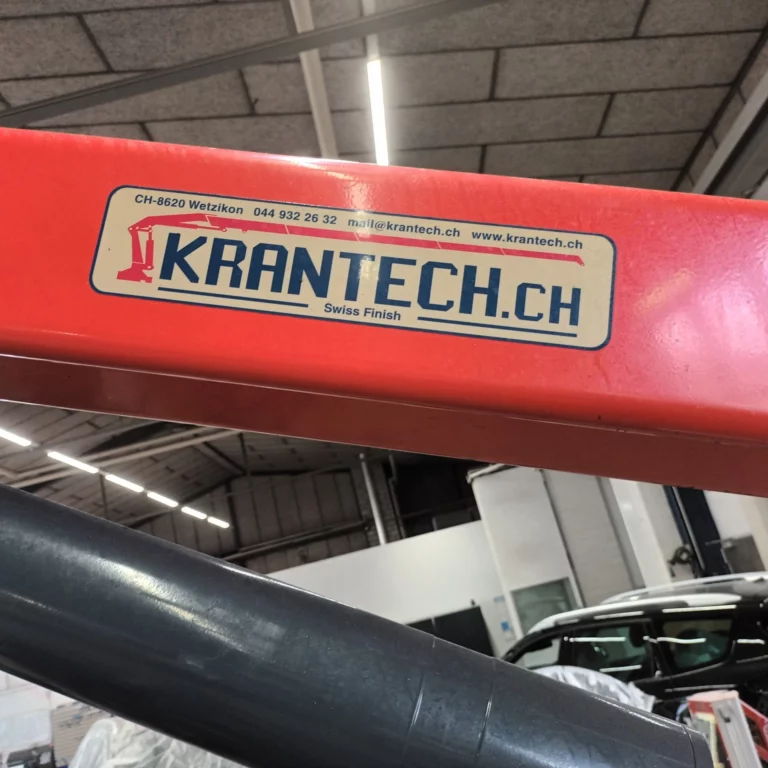 CH-8620 Wetzikon 044 932 26 32 mail@krantech.ch www.krantech.ch
KRANTECH.CH
Swiss Finish